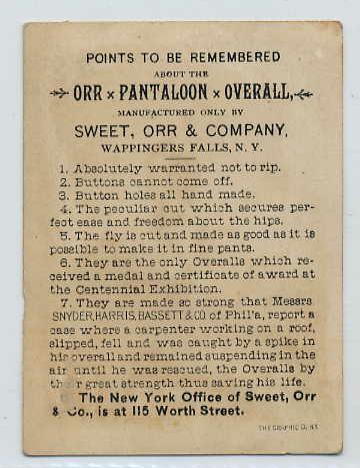 POINTS TO BE REMEMBERED
ABOUT THE
ORR × PANTALOON × OVERALL,
MANUFACTURED ONLY BY
SWEET, ORR & COMPANY,
WAPPINGERS FALLS, N. Y.
1. Absolutely warranted not to rip.
2. Buttons cannot come off.
3. Button holes all hand made.
4. The peculiar cut which secures per-
fect ease and freedom about the hips.
5. The fly is cut and made as good as it is
possible to make it in fine pants.
6. They are the only Overalls which re-
ceived a medal and certificate of award at
the Centennial Exhibition.
7. They are made so strong that Messrs
SNYDER, HARRIS, BASSETT & CO of Phil'a, report a
case where a carpenter working on a roof,
slipped, fell and was caught by a spike in
his overall and remained suspending in the
air until he was rescued, the Overalls by
their great strength thus saving his life.
The New York Office of Sweet, Orr
& Co., is at 115 Worth Street.
THE GRAPHIC CO. N.Y.